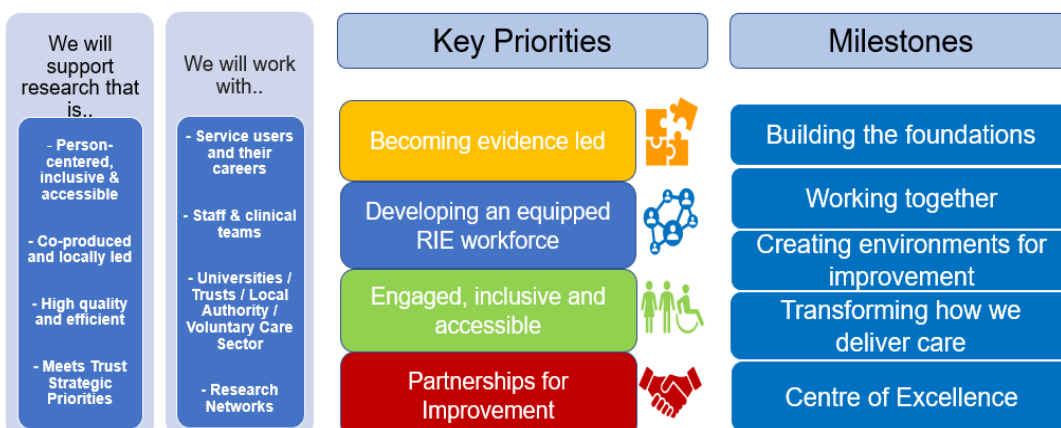 We will
support
research that
is..
- Person-
centered,
inclusive &
accessible
- Co-produced
and locally led
- High quality
and efficient
- Meets Trust
Strategic
Priorities
We will work
with..
- Service users
and their
careers
- Staff & clinical
teams
- Universities /
Trusts / Local
Authority /
Voluntary Care
Sector
- Research
Networks
Key Priorities
Becoming evidence led
Developing an equipped
RIE workforce
Engaged, inclusive and
accessible
Partnerships for
Improvement
Milestones
Building the foundations
Working together
Creating environments for
improvement
Transforming how we
deliver care
Centre of Excellence